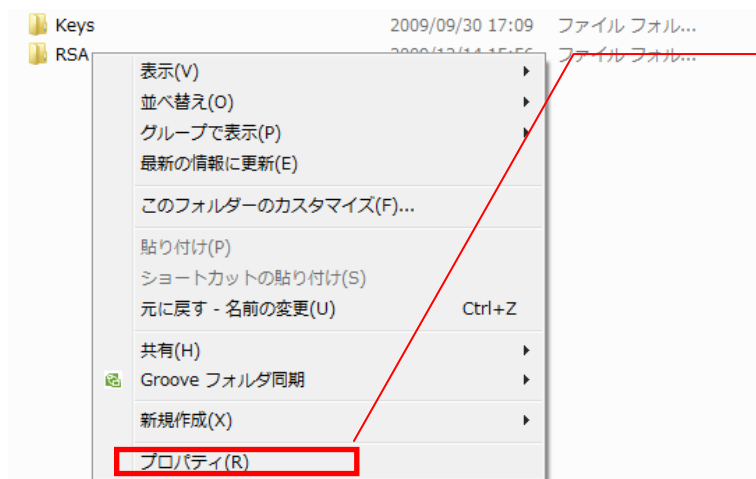 Keys 2009/09/30 17:09 ファイル フォル...
RSA 2009/12/14 15:56 ファイル フォル...
表示(V)
並べ替え(O)
グループで表示(P)
最新の情報に更新(E)
このフォルダーのカスタマイズ(F)...
貼り付け(P)
ショートカットの貼り付け(S)
元に戻す - 名前の変更(U) Ctrl+Z
共有(H)
Groove フォルダ同期
新規作成(X)
プロパティ(R)